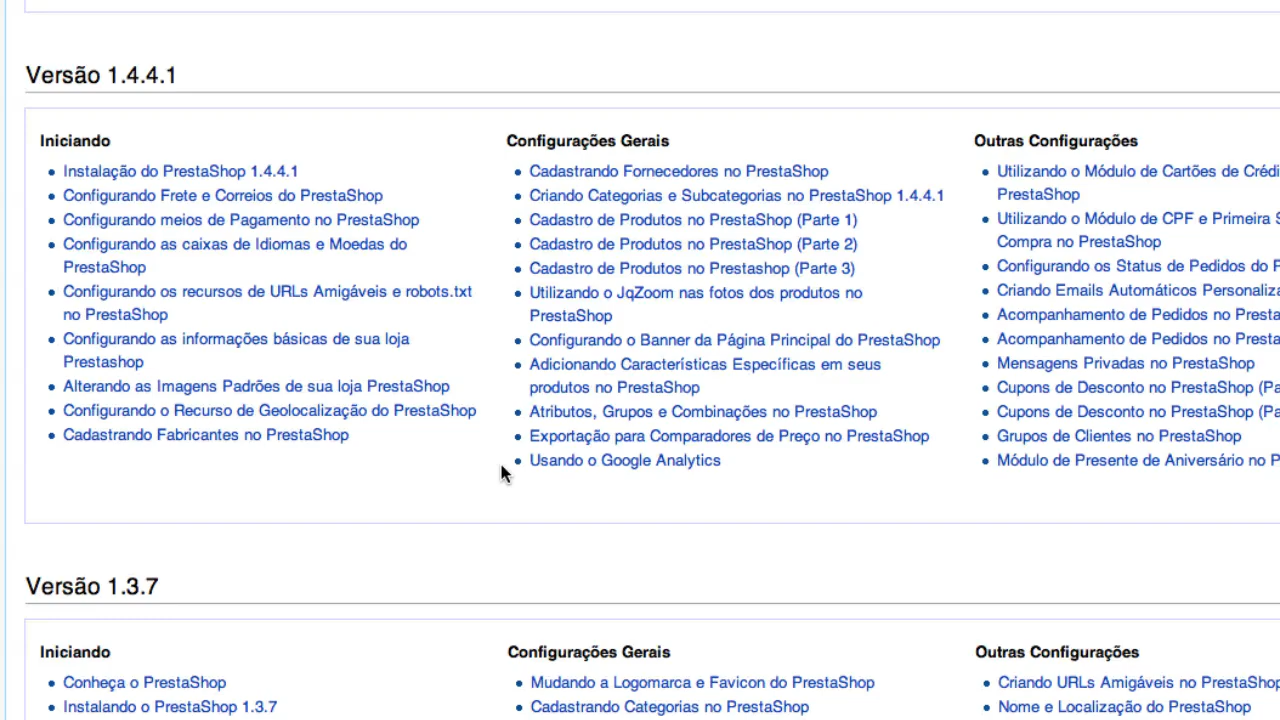 Versão 1.4.4.1
Iniciando
Instalação do PrestaShop 1.4.4.1
Configurando Frete e Correios do PrestaShop
Configurando meios de Pagamento no PrestaShop
Configurando as caixas de Idiomas e Moedas do
PrestaShop
Configurando os recursos de URLs Amigáveis e robots.txt
no PrestaShop
Configurando as informações básicas de sua loja
Prestashop
Alterando as Imagens Padrões de sua loja PrestaShop
Configurando o Recurso de Geolocalização do PrestaShop
Cadastrando Fabricantes no PrestaShop
Configurações Gerais
Cadastrando Fornecedores no PrestaShop
Criando Categorias e Subcategorias no PrestaShop 1.4.4.1
Cadastro de Produtos no PrestaShop (Parte 1)
Cadastro de Produtos no PrestaShop (Parte 2)
Cadastro de Produtos no Prestashop (Parte 3)
Utilizando o JqZoom nas fotos dos produtos no
PrestaShop
Configurando o Banner da Página Principal do PrestaShop
Adicionando Características Específicas em seus
produtos no PrestaShop
Atributos, Grupos e Combinações no PrestaShop
Exportação para Comparadores de Preço no PrestaShop
Usando o Google Analytics
Outras Configurações
Utilizando o Módulo de Cartões de Crédi
PrestaShop
Utilizando o Módulo de CPF e Primeira
Compra no PrestaShop
Configurando os Status de Pedidos do
Criando Emails Automáticos Personaliza
Acompanhamento de Pedidos no Presta
Acompanhamento de Pedidos no Presta
Mensagens Privadas no PrestaShop
Cupons de Desconto no PrestaShop (Pa
Cupons de Desconto no PrestaShop (Pa
Grupos de Clientes no PrestaShop
Módulo de Presente de Aniversário no P
Versão 1.3.7
Iniciando
Conheça o PrestaShop
Instalando o PrestaShop 1.3.7
Configurações Gerais
Mudando a Logomarca e Favicon do PrestaShop
Cadastrando Categorias no PrestaShop
Outras Configurações
Criando URLs Amigáveis no PrestaShop
Nome e Localização do PrestaShop